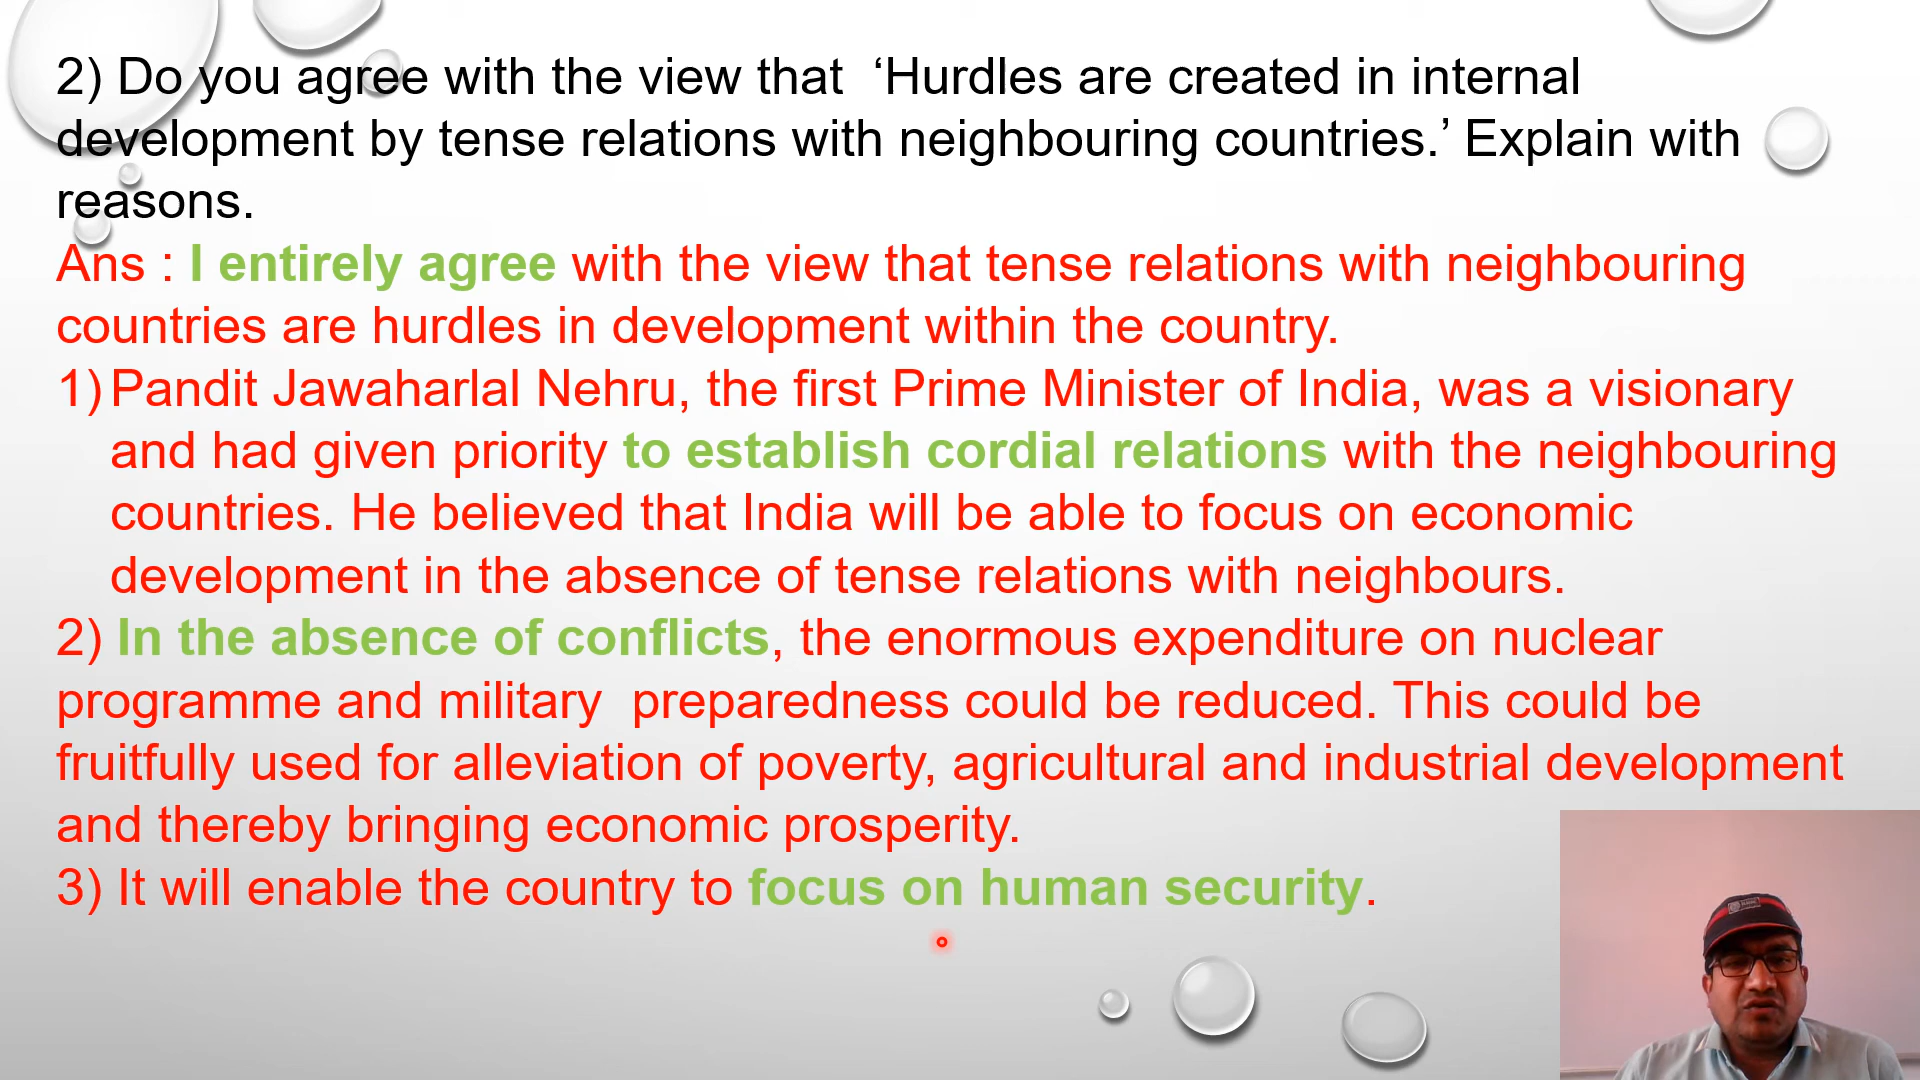 2) Do you agree with the view that ‘Hurdles are created in internal
development by tense relations with neighbouring countries.’ Explain with
reasons.
Ans : I entirely agree with the view that tense relations with neighbouring
countries are hurdles in development within the country.
1) Pandit Jawaharlal Nehru, the first Prime Minister of India, was a visionary
and had given priority to establish cordial relations with the neighbouring
countries. He believed that India will be able to focus on economic
development in the absence of tense relations with neighbours.
2) In the absence of conflicts, the enormous expenditure on nuclear
programme and military preparedness could be reduced. This could be
fruitfully used for alleviation of poverty, agricultural and industrial development
and thereby bringing economic prosperity.
3) It will enable the country to focus on human security.